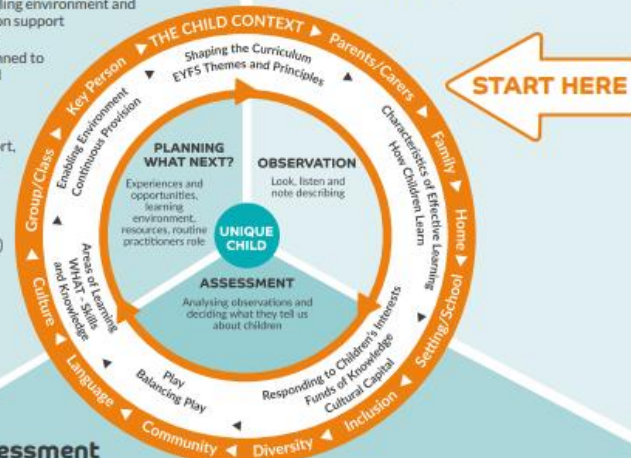 ling environment and
on support
nned to
rt,
)
START HERE
THE CHILD CONTEXT
Parents/Carers
Family
Home
Setting/School
Inclusion
Diversity
Community
Language
Culture
Group/Class
Key Person
Shaping the Curriculum
EYFS Themes and Principles
Characteristics of Effective Learning
How Children Learn
Responding to Children's Interests
Funds of Knowledge
Cultural Capital
Play
Balancing Play
Areas of Learning
WHAT - Skills
and Knowledge
Enabling Environment
Continuous Provision
PLANNING
WHAT NEXT?
Experiences and
opportunities,
learning
environment,
resources, routine
practitioners role
OBSERVATION
Look, listen and
note describing
UNIQUE
CHILD
ASSESSMENT
Analysing observations and
deciding what they tell us
about children
essment